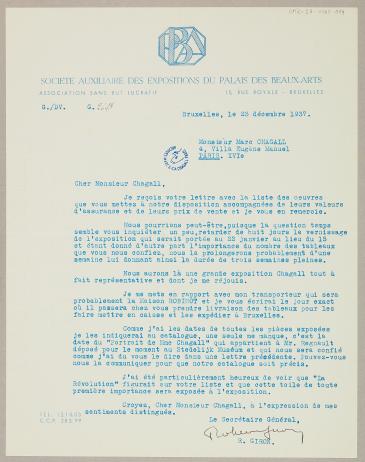 SOCIETE AUXILIAIRE DES EXPOSITIONS DU PALAIS DES BEAUX-ARTS
ASSOCIATION SANS BUT LUCRATIF
10, RUE ROYALE - BRUXELLES
G./DV. G.
Bruxelles, le 23 décembre 1937.
Monsieur Marc CHAGALL
4, Villa Eugène Manuel
PARIS. XVIe
Cher Monsieur Chagall,
Je reçois votre lettre avec la liste des oeuvres
que vous mettez à notre disposition accompagnées de leurs valeurs
d'assurance et de leurs prix de vente et je vous en remercie.
Nous pourrions peut-être, puisque la question temps
semble vous inquiéter un peu, retarder de huit jours le vernissage
de l'exposition qui serait portée au 22 janvier au lieu du 15
et étant donné d'autre part l'importance du nombre des tableaux
que vous nous confiez, nous la prolongerons probablement d'une
semaine lui donnant ainsi la durée de trois semaines pleines.
Nous aurons là une grande exposition Chagall tout à
fait représentative et dont je me réjouis.
Je me mets en rapport avec mon transporteur qui sera
probablement la Maison ROBINOT et je vous écrirai le jour exact
où il passera chez vous prendre livraison des tableaux pour les
faire mettre en caisse et les expédier à Bruxelles.
Comme j'ai les dates de toutes les pièces exposées
je les indiquerai au catalogue, une seule me manque, c'est la
date du "Portrait de Mme Chagall" qui appartient à Mr. Regnault
déposé pour le moment au Stedelijk Muséum et qui nous sera confié
comme j'ai du vous le dire dans une lettre précédente. Pouvez-vous
nous la communiquer pour que notre catalogue soit précis.
J'ai été particulièrement heureux de voir que "La
Révolution" figurait sur votre liste et que cette toile de toute
première importance sera exposée à l'exposition.
Croyez, Cher Monsieur Chagall, à l'expression de mes
sentiments distingués.
Le Secrétaire Général,
R. GIRON.